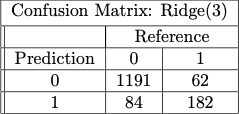 Confusion Matrix: Ridge(3)
Reference
Prediction 0 1
0 1191 62
1 84 182